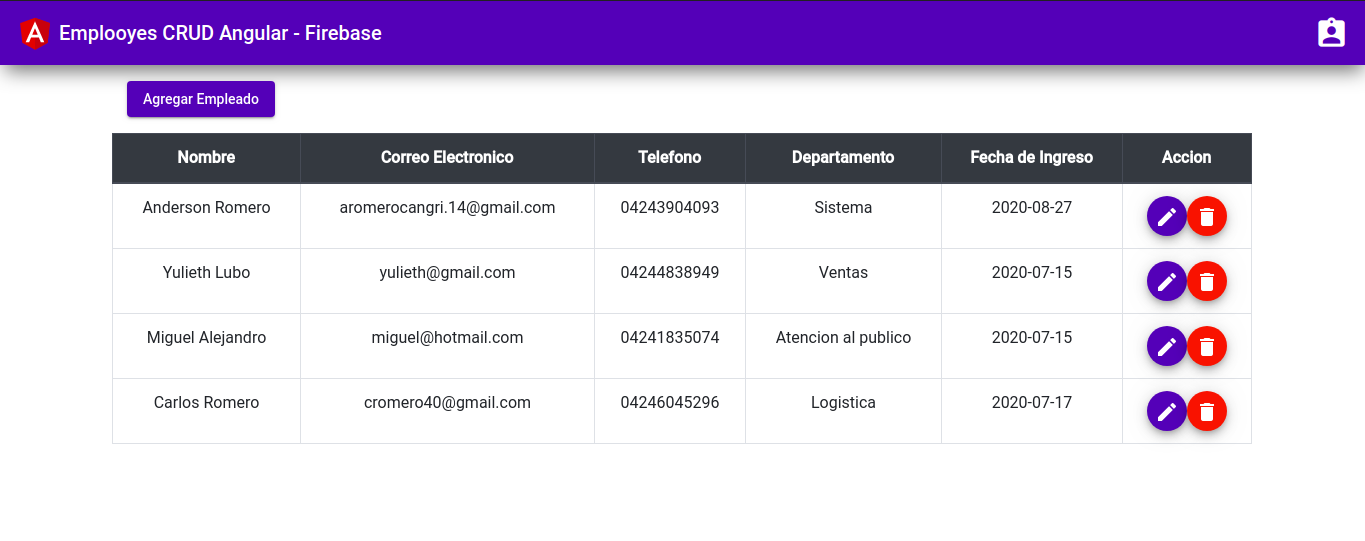 Emplooyes CRUD Angular - Firebase
Agregar Empleado
Nombre Correo Electronico Telefono Departamento Fecha de Ingreso Accion
Anderson Romero aromerocangri.14@gmail.com 04243904093 Sistema 2020-08-27
Yulieth Lubo yulieth@gmail.com 04244838949 Ventas 2020-07-15
Miguel Alejandro miguel@hotmail.com 04241835074 Atencion al publico 2020-07-15
Carlos Romero cromero40@gmail.com 04246045296 Logistica 2020-07-17